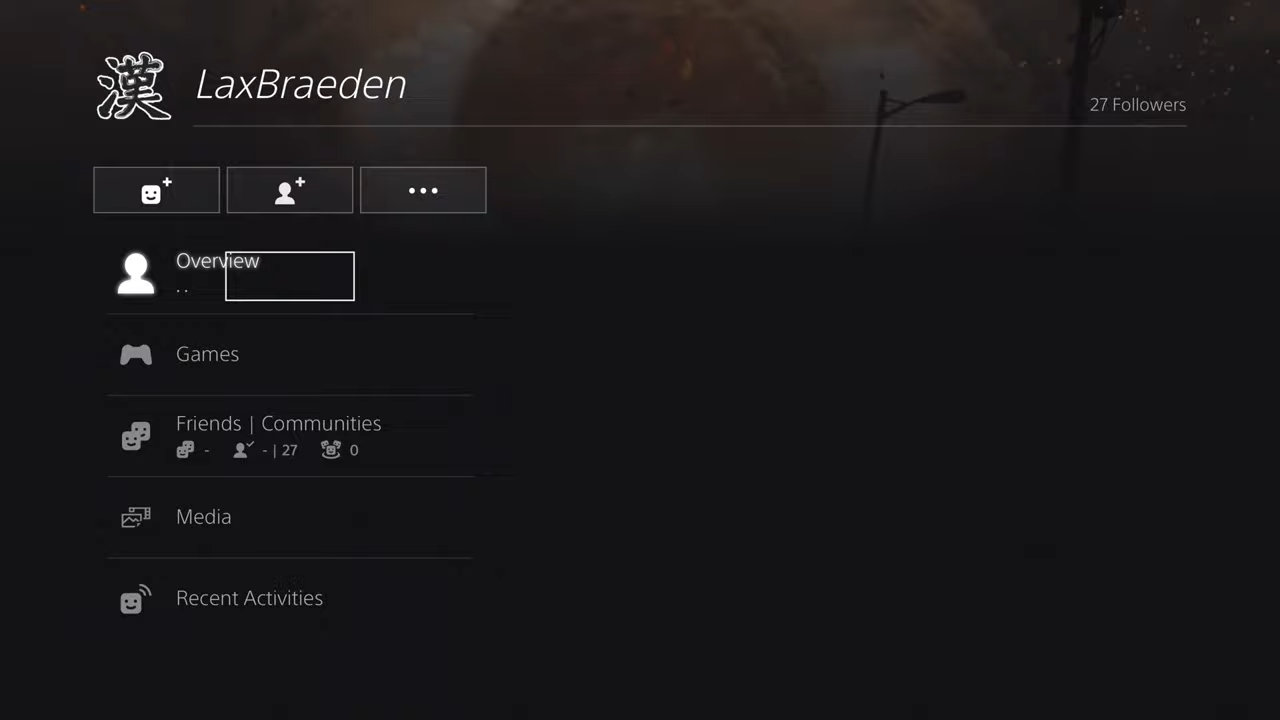 漢
LaxBraeden
27 Followers
Overview
..
Games
Friends | Communities
- - | 27 0
Media
Recent Activities